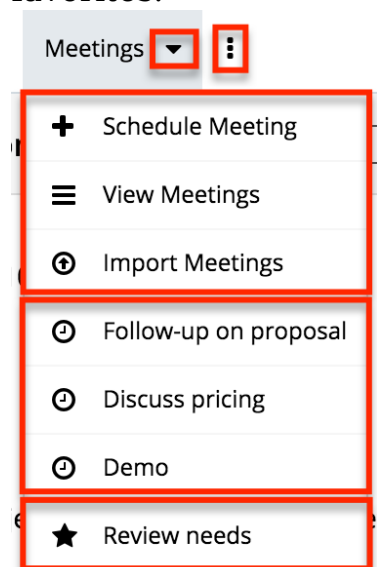 favorites.
Meetings
Schedule Meeting
View Meetings
Import Meetings
Follow-up on proposal
Discuss pricing
Demo
Review needs